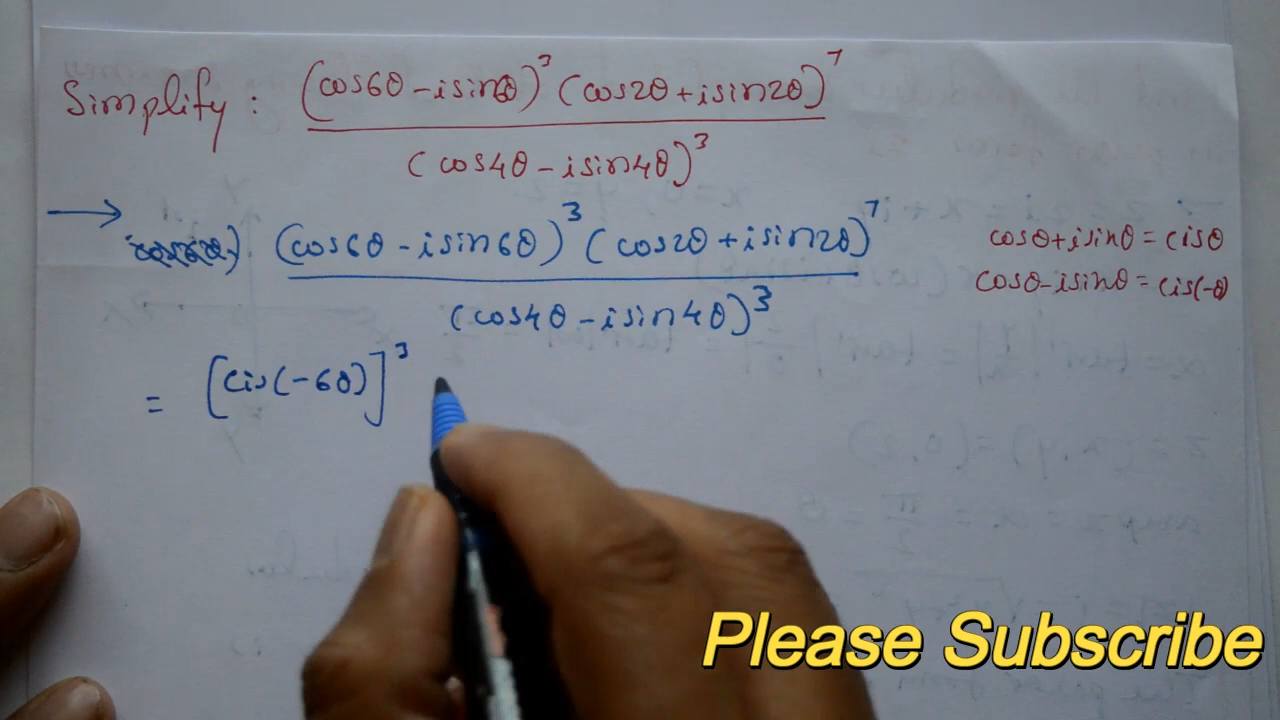 Simplify : (cos6θ - isin6θ)³ (cos2θ + isin2θ)⁷
(cos4θ - isin4θ)³
→ (cos6θ - isin6θ)³ (cos2θ + isin2θ)⁷
(cos4θ - isin4θ)³
cosθ + isinθ = cisθ
cosθ - isinθ = cis(-θ)
= [cis(-6θ)]³
Please Subscribe